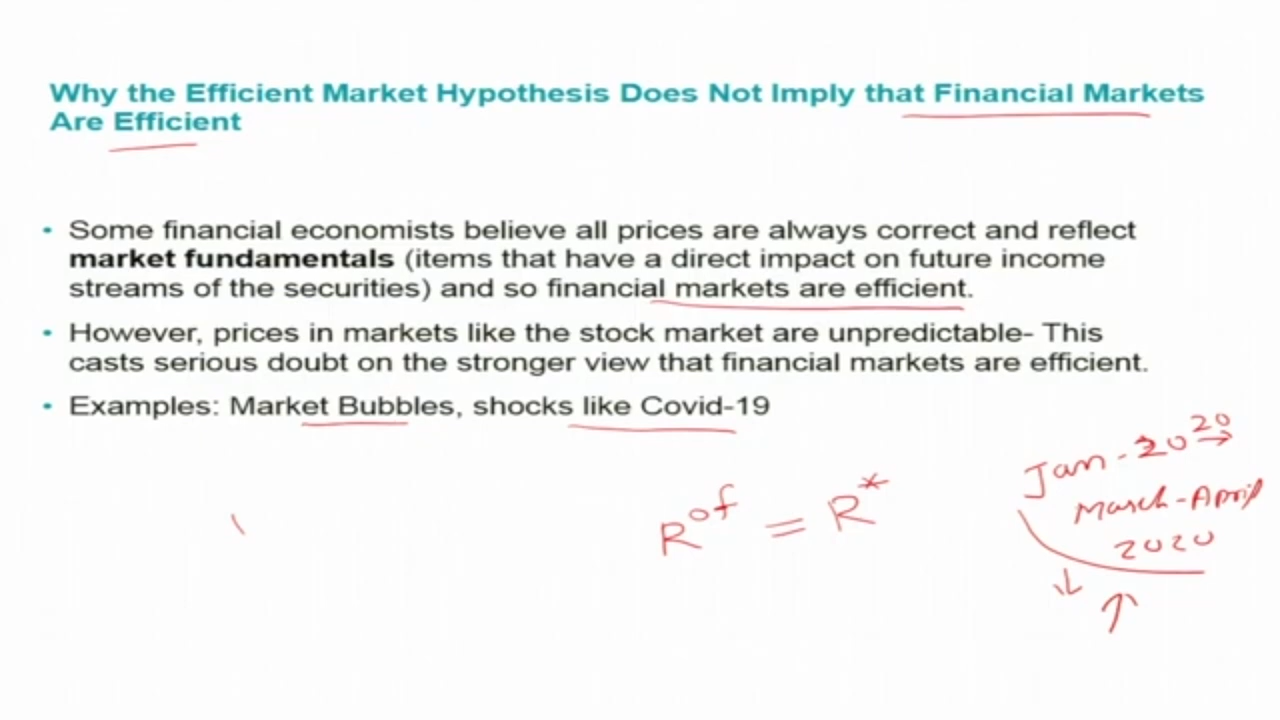 Why the Efficient Market Hypothesis Does Not Imply that Financial Markets
Are Efficient
• Some financial economists believe all prices are always correct and reflect
market fundamentals (items that have a direct impact on future income
streams of the securities) and so financial markets are efficient.
• However, prices in markets like the stock market are unpredictable- This
casts serious doubt on the stronger view that financial markets are efficient.
• Examples: Market Bubbles, shocks like Covid-19
R^of = R^*
Jan-2020 →
March-April
2020
↓ ↑